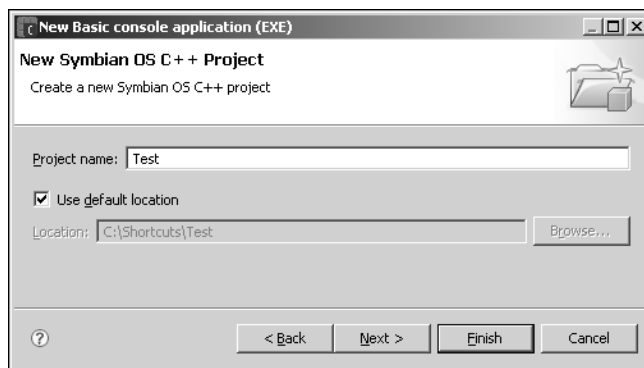 New Basic console application (EXE)
New Symbian OS C++ Project
Create a new Symbian OS C++ project
Project name: Test
Use default location
Location: C:\Shortcuts\Test Browse...
? < Back Next > Finish Cancel